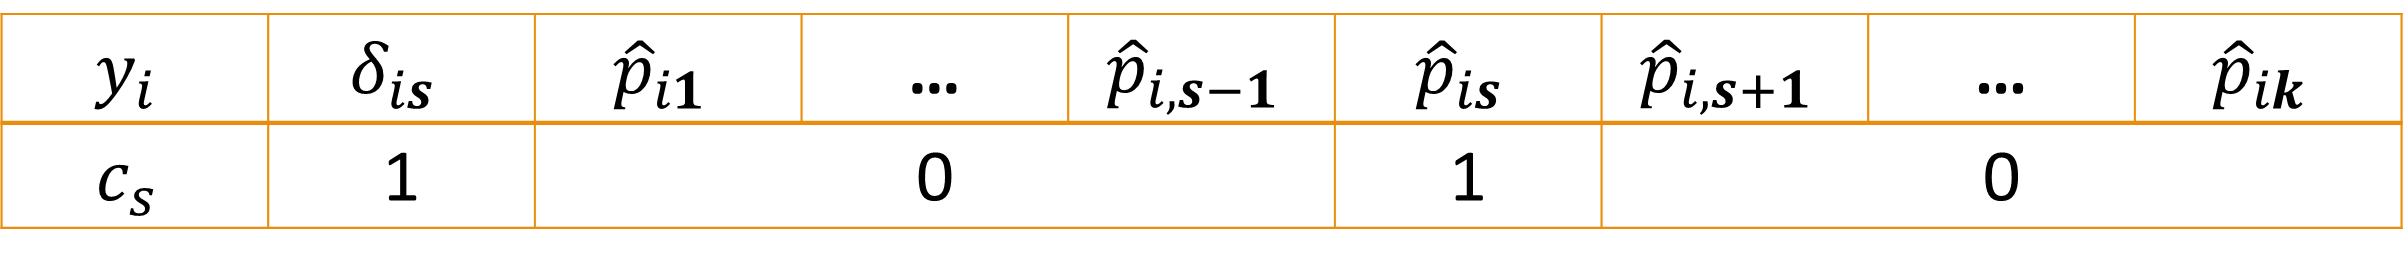 yᵢ δᵢₛ p̂ᵢ₁ ... p̂ᵢ,ₛ₋₁ p̂ᵢₛ p̂ᵢ,ₛ₊₁ ... p̂ᵢₖ
cₛ 1 0 1 0